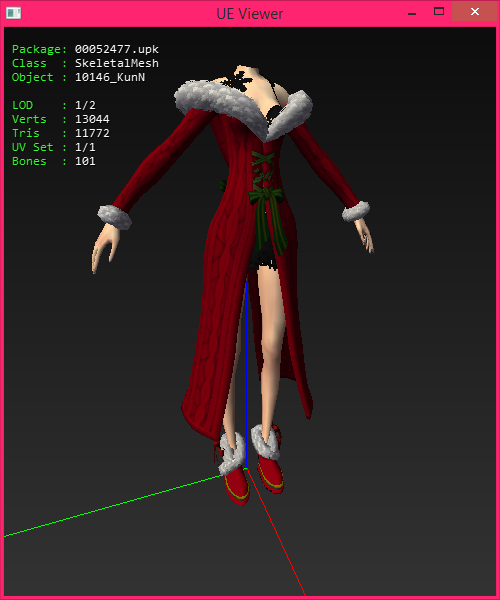 UE Viewer
Package: 00052477.upk
Class : SkeletalMesh
Object : 10146_KunN
LOD : 1/2
Verts : 13044
Tris : 11772
UV Set : 1/1
Bones : 101